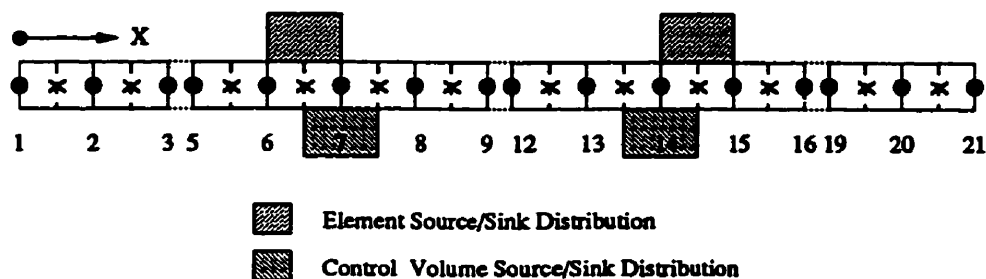 X
1 2 3 5 6 7 8 9 12 13 14 15 16 19 20 21
Element Source/Sink Distribution
Control Volume Source/Sink Distribution